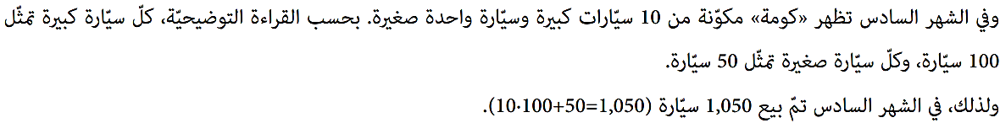 وفي الشهر السادس تظهر «كومة» مكوّنة من 10 سيّارات كبيرة وسيّارة واحدة صغيرة. بحسب القراءة التوضيحيّة، كلّ سيّارة كبيرة تمثّل
100 سيّارة، وكلّ سيّارة صغيرة تمثّل 50 سيّارة.
ولذلك، في الشهر السادس تمّ بيع 1,050 سيّارة (10·100+50=1,050).